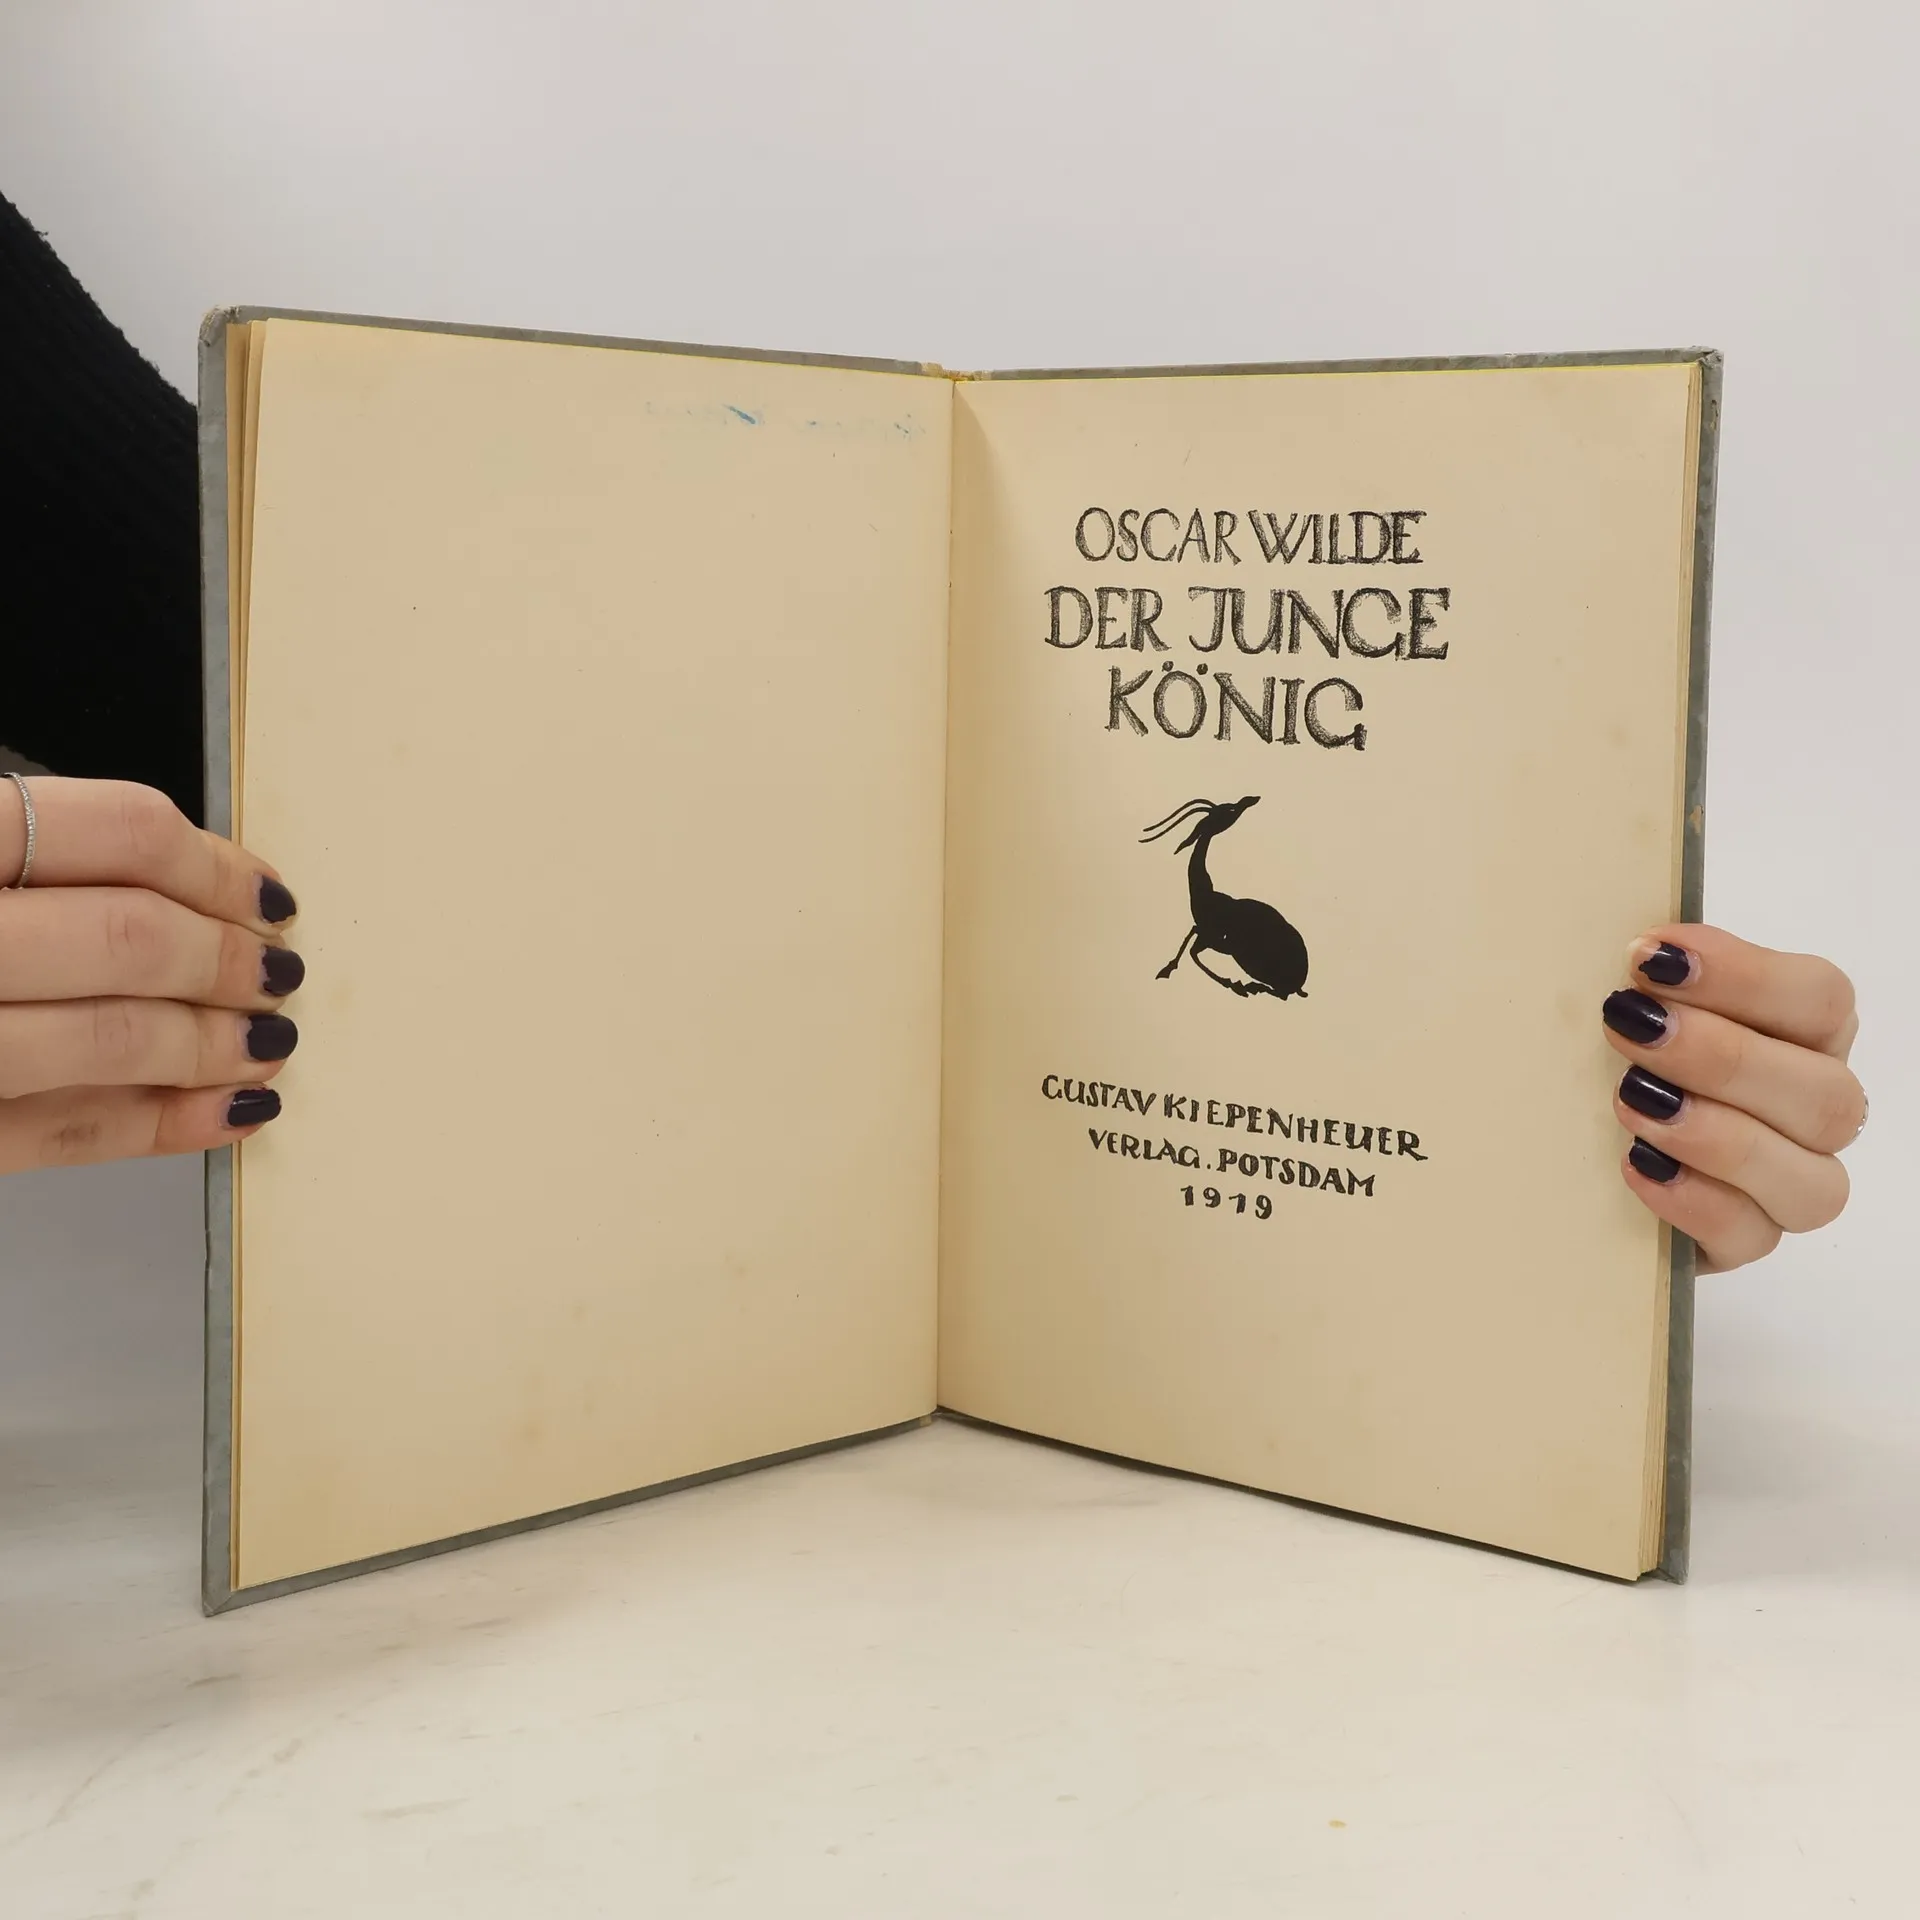 OSCAR WILDE
DER JUNGE
KÖNIG
GUSTAV KIEPENHEUER
VERLAG. POTSDAM
1919